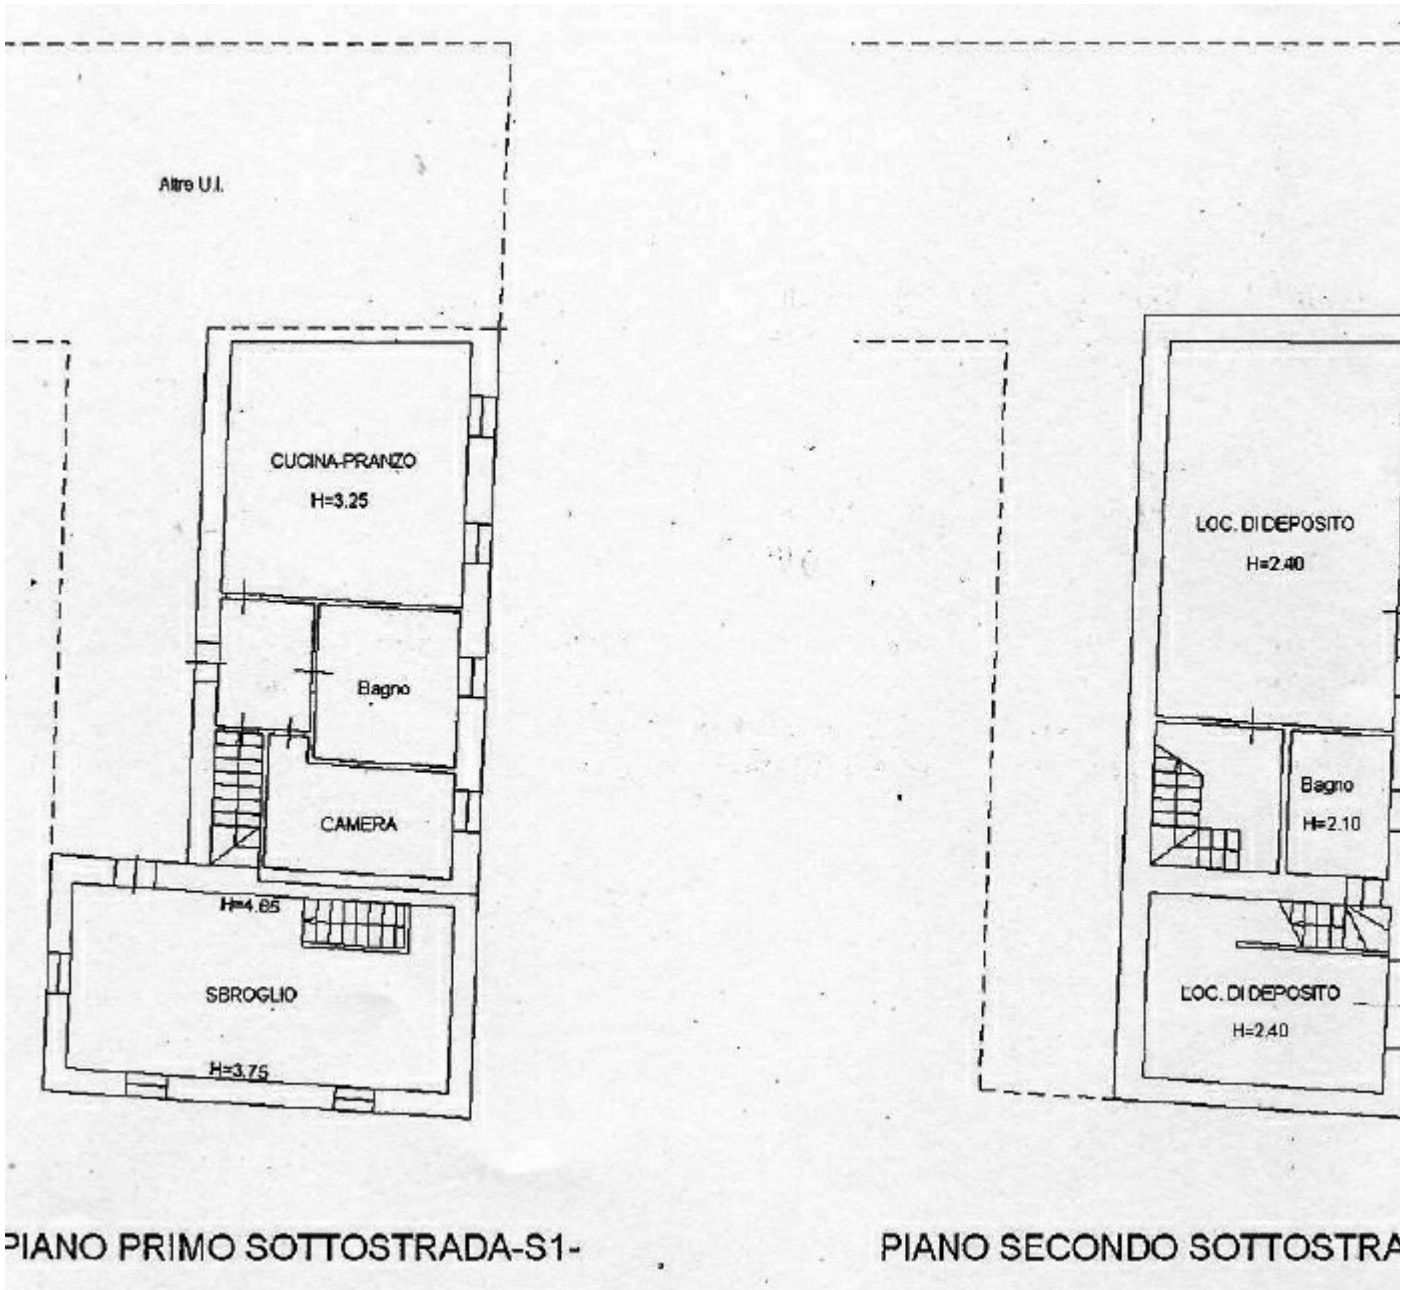 Altre U.I.
CUCINA-PRANZO
H=3.25
Bagno
CAMERA
H=4.65
SBROGLIO
H=3.75
PIANO PRIMO SOTTOSTRADA-S1-
LOC. DI DEPOSITO
H=2.40
Bagno
H=2.10
LOC. DI DEPOSITO
H=2.40
PIANO SECONDO SOTTOSTRA